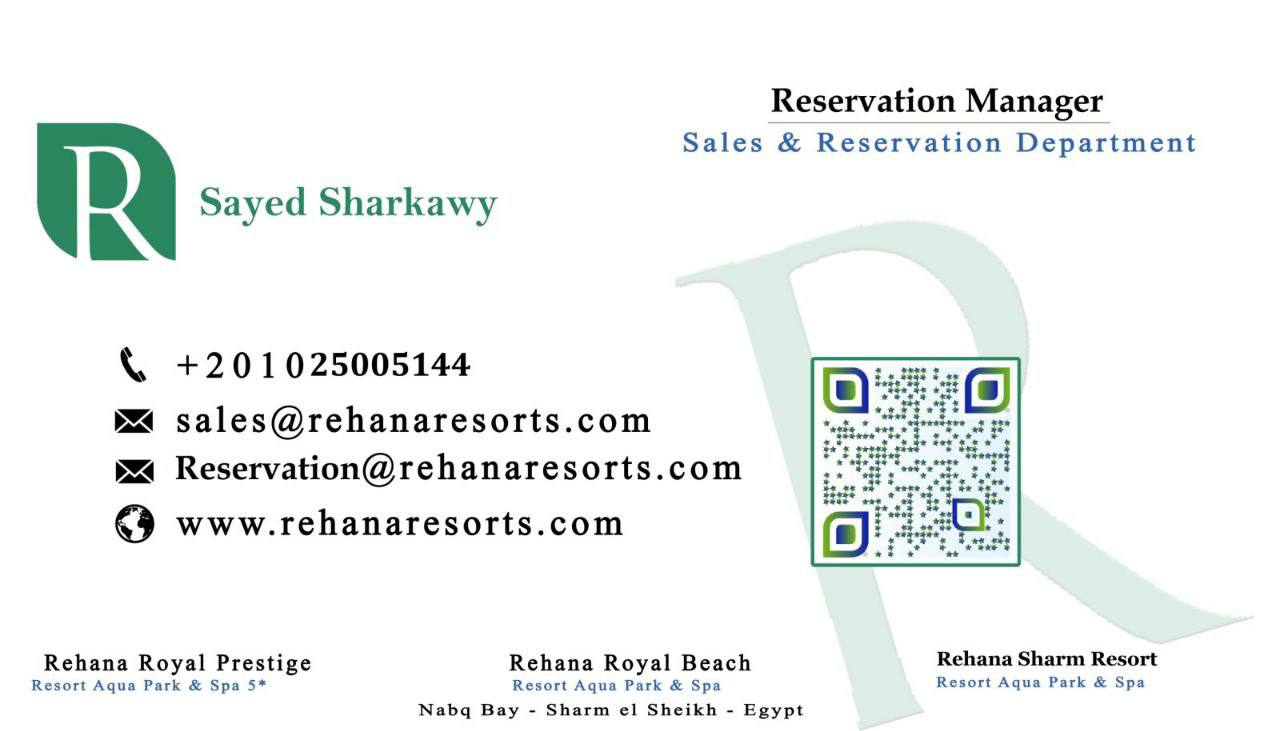 Reservation Manager
Sales & Reservation Department
R
Sayed Sharkawy
+201025005144
sales@rehanaresorts.com
Reservation@rehanaresorts.com
www.rehanaresorts.com
R
Rehana Royal Prestige
Resort Aqua Park & Spa 5*
Rehana Royal Beach
Resort Aqua Park & Spa
Rehana Sharm Resort
Resort Aqua Park & Spa
Nabq Bay - Sharm el Sheikh - Egypt